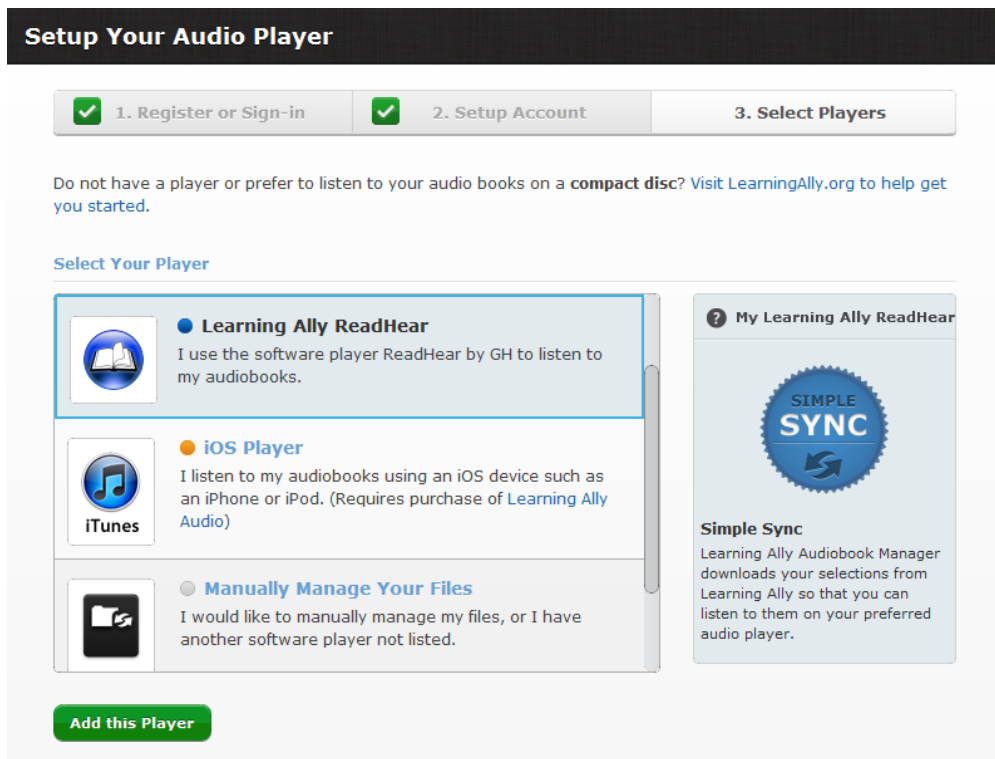 Setup Your Audio Player
1. Register or Sign-in
2. Setup Account
3. Select Players
Do not have a player or prefer to listen to your audio books on a compact disc? Visit LearningAlly.org to help get
you started.
Select Your Player
Learning Ally ReadHear
I use the software player ReadHear by GH to listen to
my audiobooks.
iTunes
iOS Player
I listen to my audiobooks using an iOS device such as
an iPhone or iPod. (Requires purchase of Learning Ally
Audio)
Manually Manage Your Files
I would like to manually manage my files, or I have
another software player not listed.
? My Learning Ally ReadHear
SIMPLE
SYNC
Simple Sync
Learning Ally Audiobook Manager
downloads your selections from
Learning Ally so that you can
listen to them on your preferred
audio player.
Add this Player